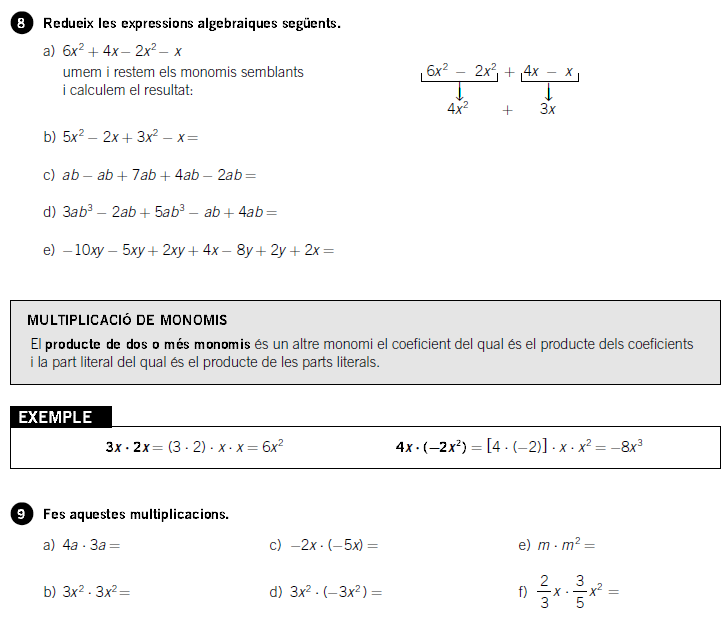 8 Redueix les expressions algebraiques següents.
a) 6x² + 4x – 2x² – x
umem i restem els monomis semblants
i calculem el resultat:
6x² – 2x² + 4x – x
4x² + 3x
b) 5x² – 2x + 3x² – x =
c) ab – ab + 7ab + 4ab – 2ab =
d) 3ab³ – 2ab + 5ab³ – ab + 4ab =
e) –10xy – 5xy + 2xy + 4x – 8y + 2y + 2x =
MULTIPLICACIÓ DE MONOMIS
El producte de dos o més monomis és un altre monomi el coeficient del qual és el producte dels coeficients
i la part literal del qual és el producte de les parts literals.
EXEMPLE
3x · 2x = (3 · 2) · x · x = 6x² 4x · (–2x²) = [4 · (–2)] · x · x² = –8x³
9 Fes aquestes multiplicacions.
a) 4a · 3a = c) –2x · (–5x) = e) m · m² =
b) 3x² · 3x² = d) 3x² · (–3x²) = f) 2/3 x · 3/5 x² =